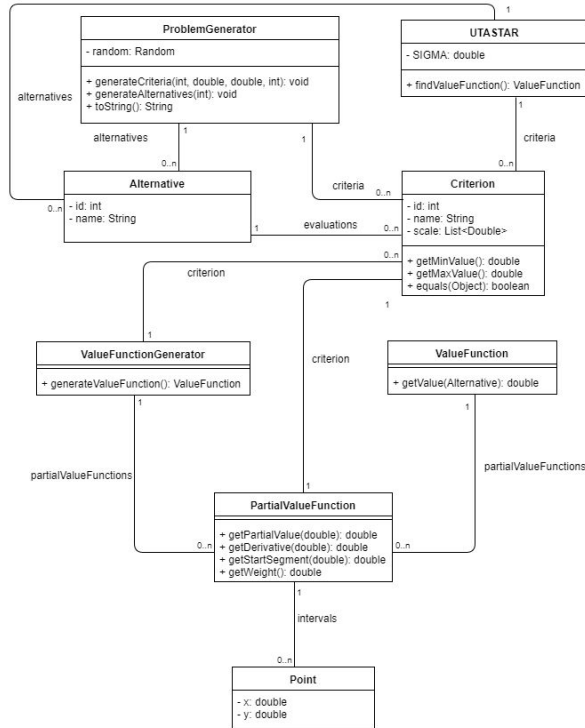 ProblemGenerator
- random: Random
+ generateCriteria(int, double, double, int): void
+ generateAlternatives(int): void
+ toString(): String
1
UTASTAR
- SIGMA: double
+ findValueFunction(): ValueFunction
alternatives
alternatives
1
1
1
criteria
0..n
0..n
Alternative
- id: int
- name: String
0..n
criteria
0..n
Criterion
- id: int
- name: String
- scale: List<Double>
+ getMinValue(): double
+ getMaxValue(): double
+ equals(Object): boolean
1
evaluations
0..n
0..n
criterion
1
1
ValueFunctionGenerator
+ generateValueFunction(): ValueFunction
1
criterion
ValueFunction
+ getValue(Alternative): double
1
partialValueFunctions
partialValueFunctions
1
PartialValueFunction
+ getPartialValue(double): double
+ getDerivative(double): double
+ getStartSegment(double): double
+ getWeight(): double
0..n
0..n
1
intervals
0..n
Point
- x: double
- y: double